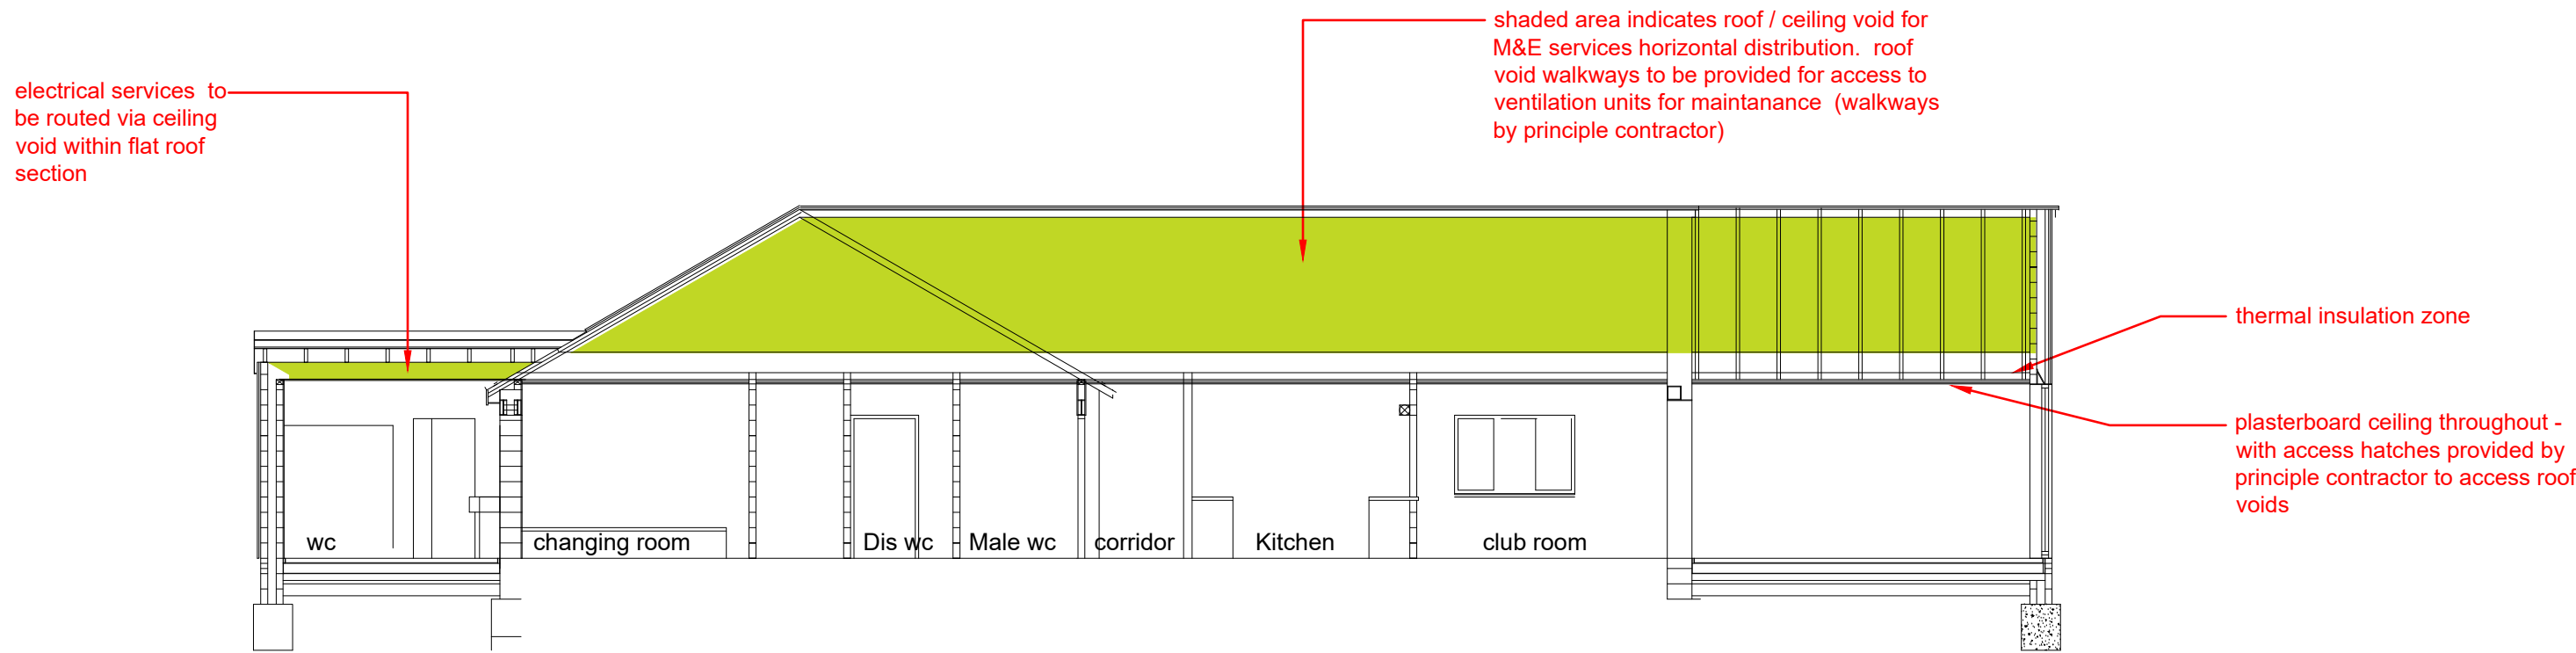 shaded area indicates roof / ceiling void for
M&E services horizontal distribution. roof
void walkways to be provided for access to
ventilation units for maintanance (walkways
by principle contractor)
electrical services to
be routed via ceiling
void within flat roof
section
thermal insulation zone
plasterboard ceiling throughout -
with access hatches provided by
principle contractor to access roof
voids
wc
changing room
Dis wc
Male wc
corridor
Kitchen
club room